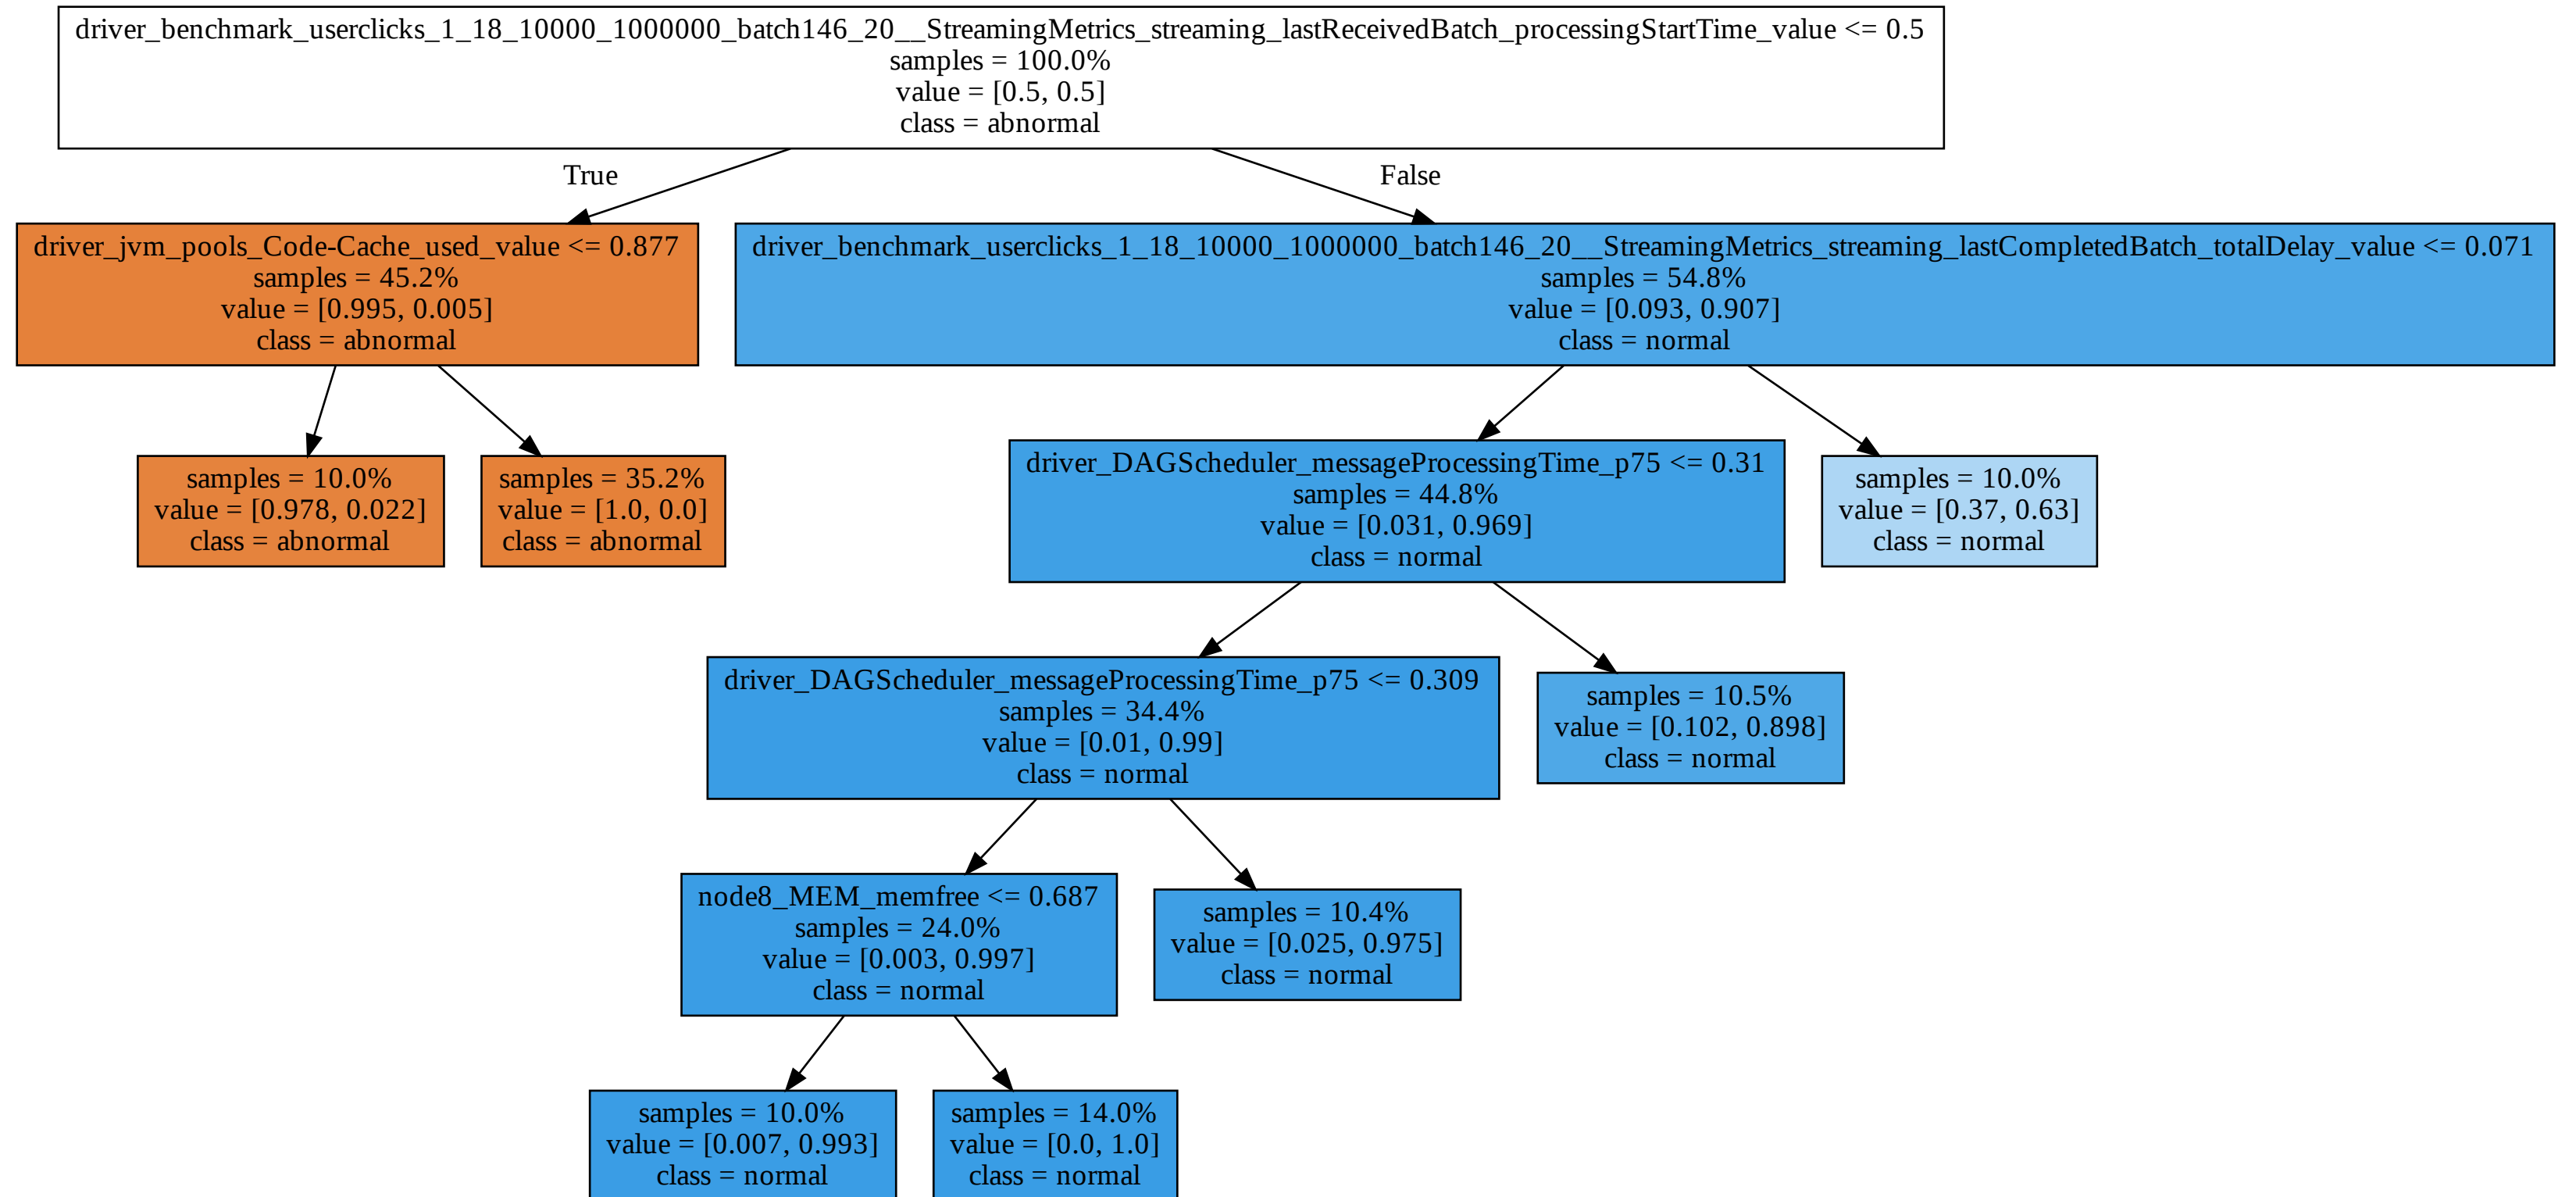 driver_benchmark_userclicks_1_18_10000_1000000_batch146_20__StreamingMetrics_streaming_lastReceivedBatch_processingStartTime_value <= 0.5
samples = 100.0%
value = [0.5, 0.5]
class = abnormal
True
False
driver_jvm_pools_Code-Cache_used_value <= 0.877
samples = 45.2%
value = [0.995, 0.005]
class = abnormal
driver_benchmark_userclicks_1_18_10000_1000000_batch146_20__StreamingMetrics_streaming_lastCompletedBatch_totalDelay_value <= 0.071
samples = 54.8%
value = [0.093, 0.907]
class = normal
samples = 10.0%
value = [0.978, 0.022]
class = abnormal
samples = 35.2%
value = [1.0, 0.0]
class = abnormal
driver_DAGScheduler_messageProcessingTime_p75 <= 0.31
samples = 44.8%
value = [0.031, 0.969]
class = normal
samples = 10.0%
value = [0.37, 0.63]
class = normal
driver_DAGScheduler_messageProcessingTime_p75 <= 0.309
samples = 34.4%
value = [0.01, 0.99]
class = normal
samples = 10.5%
value = [0.102, 0.898]
class = normal
node8_MEM_memfree <= 0.687
samples = 24.0%
value = [0.003, 0.997]
class = normal
samples = 10.4%
value = [0.025, 0.975]
class = normal
samples = 10.0%
value = [0.007, 0.993]
class = normal
samples = 14.0%
value = [0.0, 1.0]
class = normal